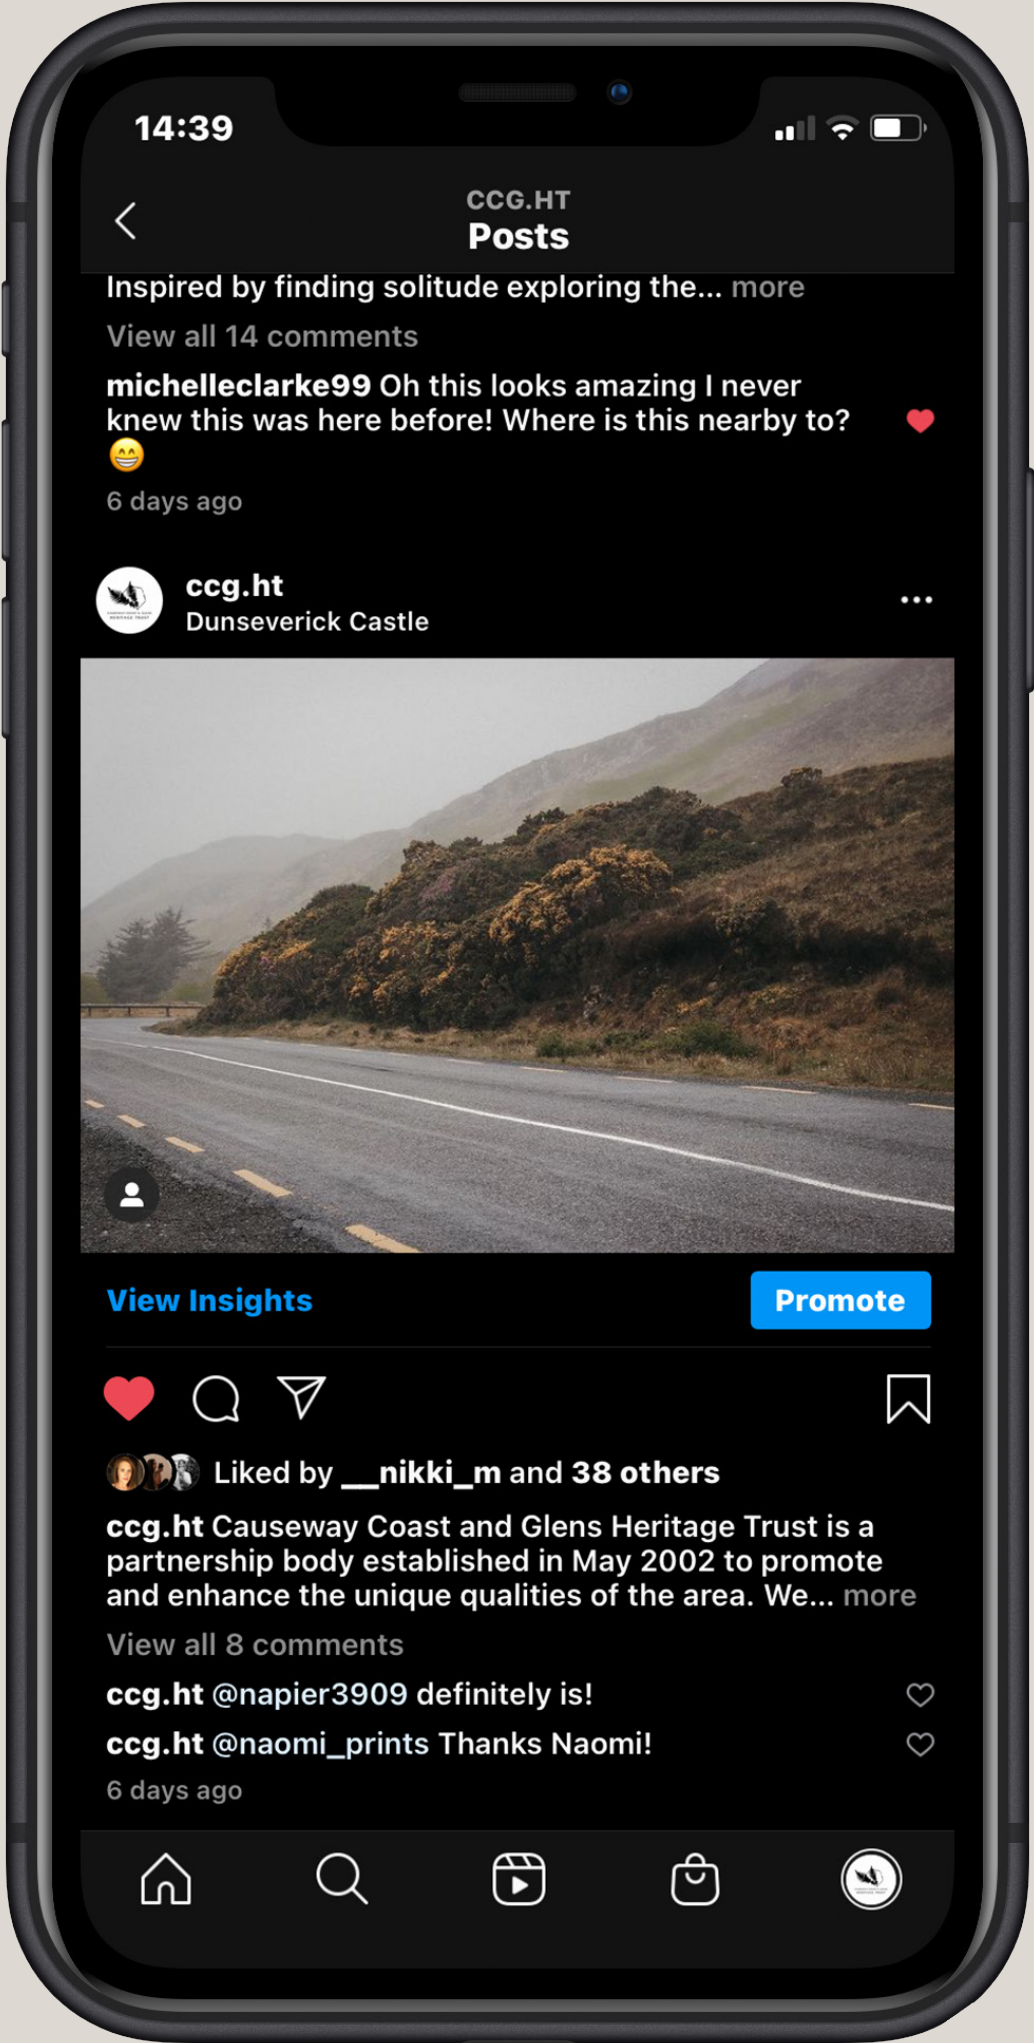 14:39
CCG.HT
Posts
Inspired by finding solitude exploring the... more
View all 14 comments
michelleclarke99 Oh this looks amazing I never
knew this was here before! Where is this nearby to?
😁
6 days ago
ccg.ht
Dunseverick Castle
View Insights
Promote
Liked by __nikki_m and 38 others
ccg.ht Causeway Coast and Glens Heritage Trust is a
partnership body established in May 2002 to promote
and enhance the unique qualities of the area. We... more
View all 8 comments
ccg.ht @napier3909 definitely is!
ccg.ht @naomi_prints Thanks Naomi!
6 days ago